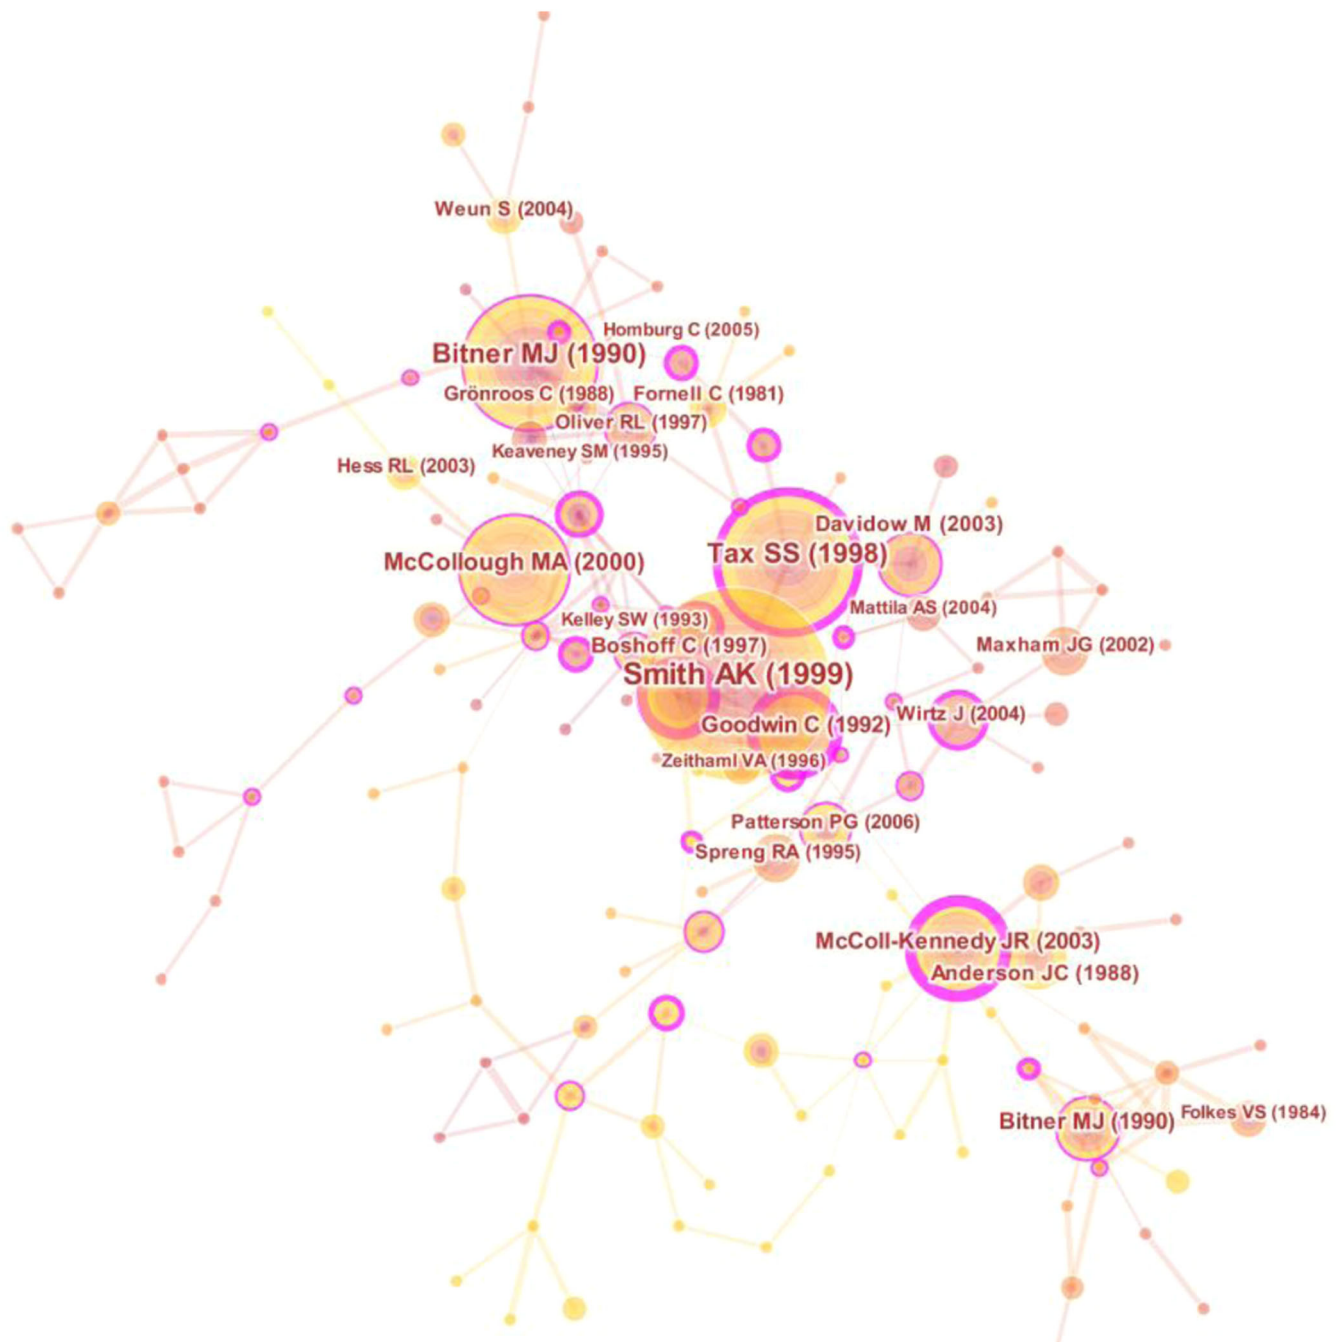 Weun S (2004)
Homburg C (2005)
Bitner MJ (1990)
Grönroos C (1988)
Fornell C (1981)
Oliver RL (1997)
Keaveney SM (1995)
Hess RL (2003)
Davidow M (2003)
Tax SS (1998)
McCollough MA (2000)
Mattila AS (2004)
Kelley SW (1993)
Boshoff C (1997)
Maxham JG (2002)
Smith AK (1999)
Wirtz J (2004)
Goodwin C (1992)
Zeithaml VA (1996)
Patterson PG (2006)
Spreng RA (1995)
McColl-Kennedy JR (2003)
Anderson JC (1988)
Folkes VS (1984)
Bitner MJ (1990)